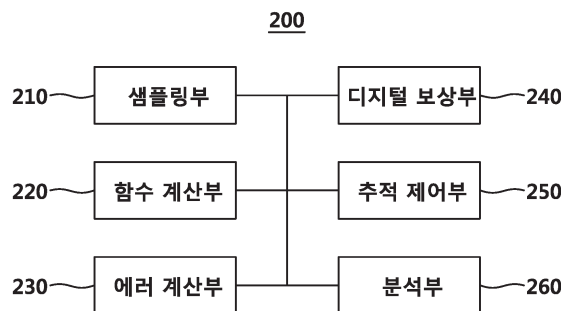 200
210 샘플링부 디지털 보상부 240
220 함수 계산부 추적 제어부 250
230 에러 계산부 분석부 260